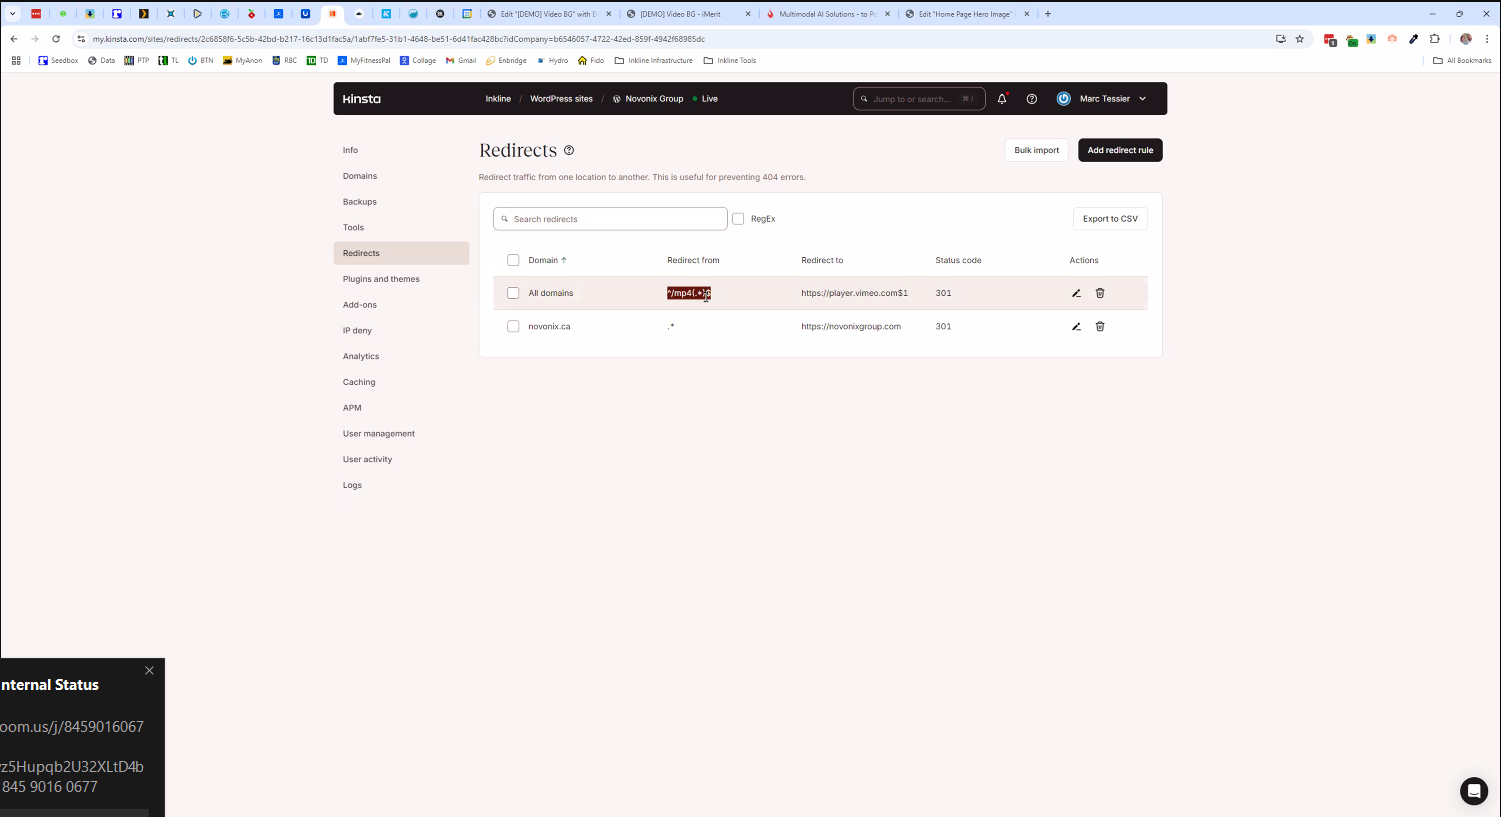 Edit "[DEMO] Video BG" with El
[DEMO] Video BG - iMerit
Multimodal AI Solutions - to Po
Edit "Home Page Hero Image"
my.kinsta.com/sites/redirects/2c6858f6-5c5b-42bd-b217-16c13d1fac5a/1abf7fe5-31b1-4648-be51-6d41fac428bc?idCompany=b6546057-4722-42ed-859f-4942f68985dc
Seedbox Data PTP TL BTN MyAnon RBC TD MyFitnessPal Collage Gmail Enbridge Hydro Fido Inkline Infrastructure Inkline Tools All Bookmarks
Kinsta
Inkline / WordPress sites / Novonix Group Live
Jump to or search... ⌘ /
Marc Tessier
Info
Domains
Backups
Tools
Redirects
Plugins and themes
Add-ons
IP deny
Analytics
Caching
APM
User management
User activity
Logs
Redirects
Bulk import
Add redirect rule
Redirect traffic from one location to another. This is useful for preventing 404 errors.
Search redirects
RegEx
Export to CSV
Domain ↑ Redirect from Redirect to Status code Actions
All domains ^/mp4(.*)$ https://player.vimeo.com$1 301
novonix.ca .* https://novonixgroup.com 301
nternal Status
oom.us/j/8459016067
z5Hupqb2U32XLtD4b
845 9016 0677